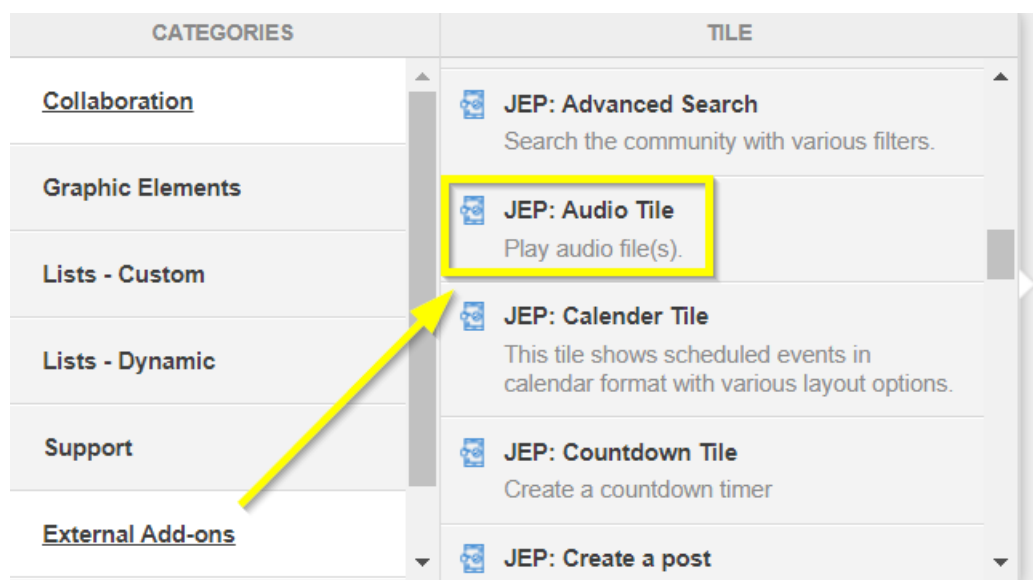 CATEGORIES
TILE
Collaboration
Graphic Elements
Lists - Custom
Lists - Dynamic
Support
External Add-ons
JEP: Advanced Search
Search the community with various filters.
JEP: Audio Tile
Play audio file(s).
JEP: Calender Tile
This tile shows scheduled events in
calendar format with various layout options.
JEP: Countdown Tile
Create a countdown timer
JEP: Create a post